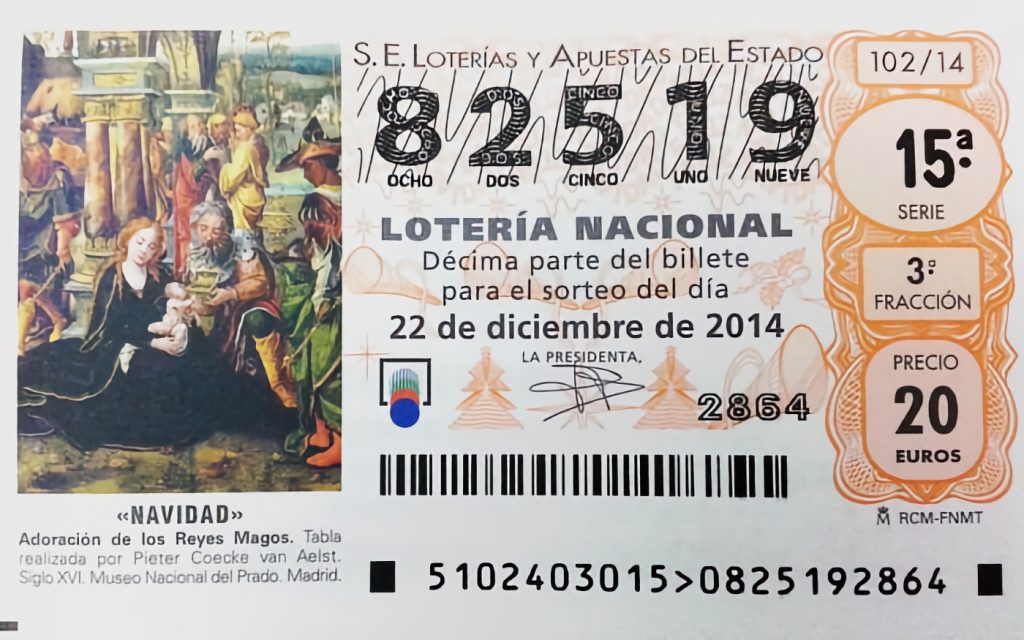 S.E. LOTERÍAS Y APUESTAS DEL ESTADO
82519
OCHO DOS CINCO UNO NUEVE
LOTERÍA NACIONAL
Décima parte del billete
para el sorteo del día
22 de diciembre de 2014
LA PRESIDENTA,
2864
102/14
15ª
SERIE
3ª
FRACCIÓN
PRECIO
20
EUROS
RCM-FNMT
«NAVIDAD»
Adoración de los Reyes Magos. Tabla
realizada por Pieter Coecke van Aelst.
Siglo XVI. Museo Nacional del Prado. Madrid.
5102403015>0825192864